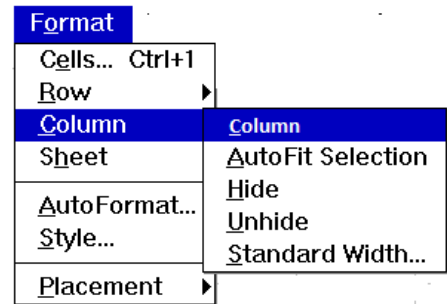 Format
Cells... Ctrl+1
Row
Column
Sheet
AutoFormat...
Style...
Placement
Column
AutoFit Selection
Hide
Unhide
Standard Width...